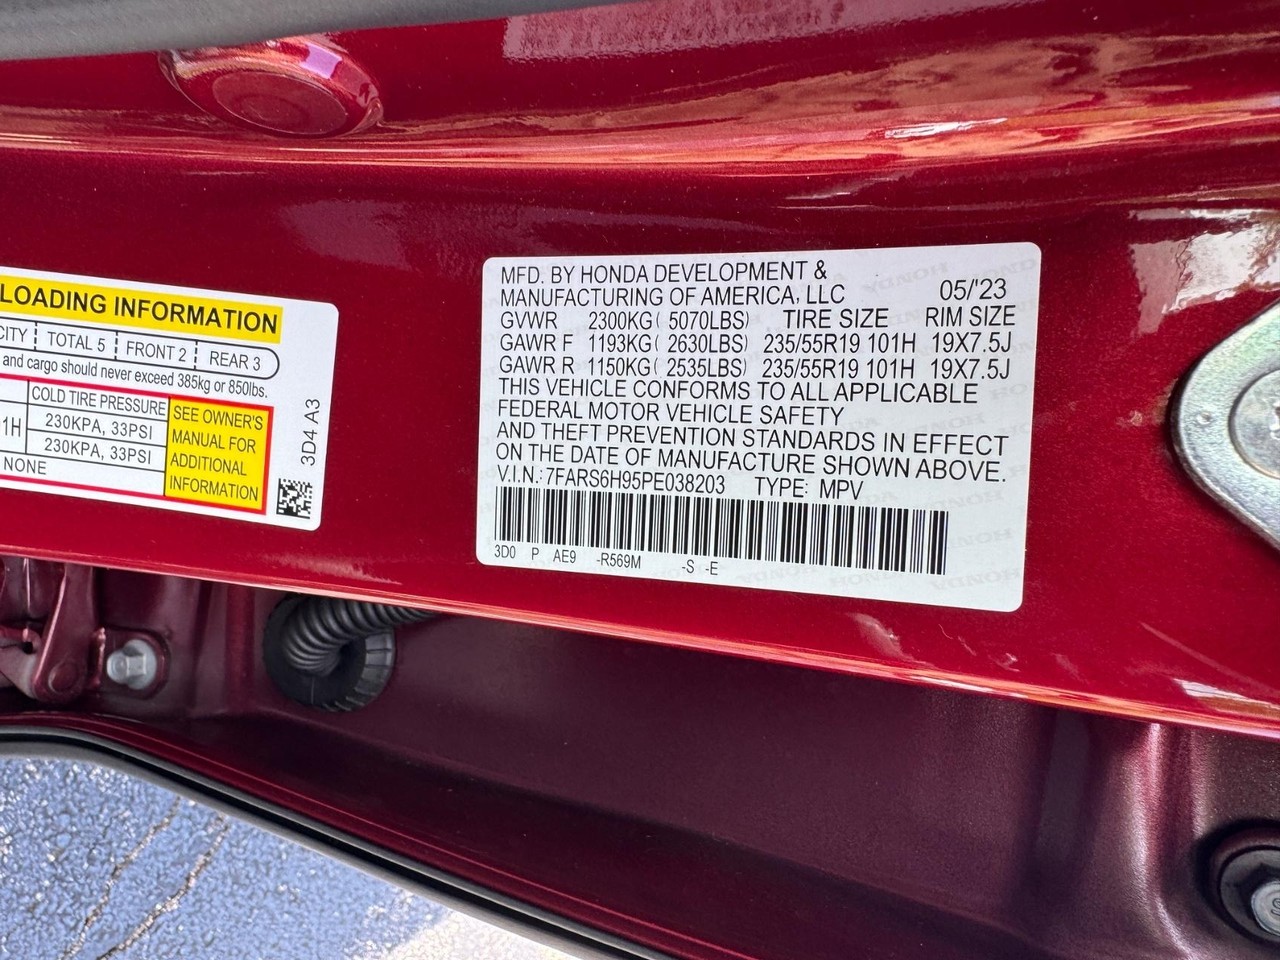 LOADING INFORMATION
CITY TOTAL 5 FRONT 2 REAR 3
and cargo should never exceed 385kg or 850lbs.
COLD TIRE PRESSURE
1H 230KPA, 33PSI
230KPA, 33PSI
NONE
SEE OWNER'S
MANUAL FOR
ADDITIONAL
INFORMATION
3D4 A3
MFD. BY HONDA DEVELOPMENT &
MANUFACTURING OF AMERICA, LLC 05/'23
GVWR 2300KG( 5070LBS) TIRE SIZE RIM SIZE
GAWR F 1193KG( 2630LBS) 235/55R19 101H 19X7.5J
GAWR R 1150KG( 2535LBS) 235/55R19 101H 19X7.5J
THIS VEHICLE CONFORMS TO ALL APPLICABLE
FEDERAL MOTOR VEHICLE SAFETY
AND THEFT PREVENTION STANDARDS IN EFFECT
ON THE DATE OF MANUFACTURE SHOWN ABOVE.
V.I.N.: 7FARS6H95PE038203 TYPE: MPV
3D0 P AE9 -R569M -S -E